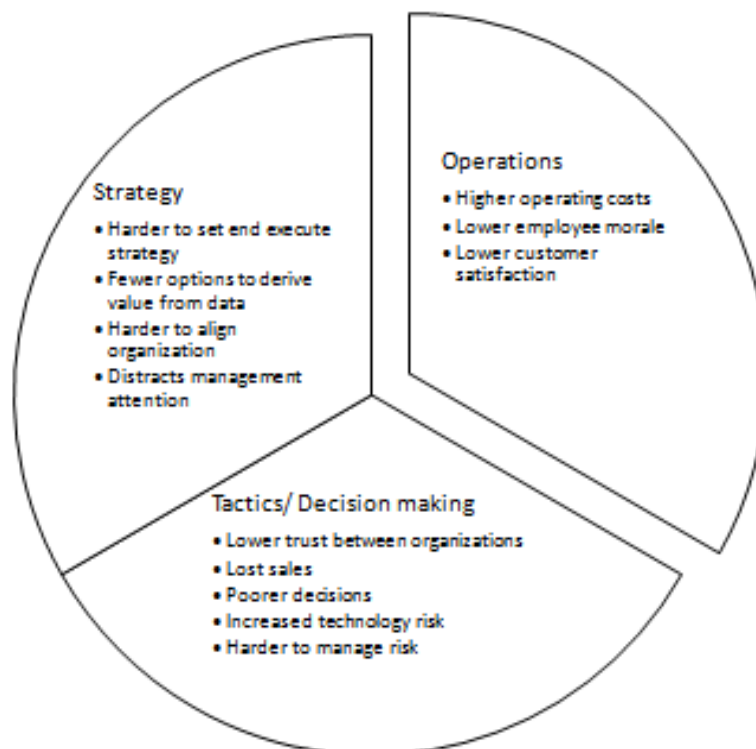 Strategy
• Harder to set end execute
strategy
• Fewer options to derive
value from data
• Harder to align
organization
• Distracts management
attention
Operations
• Higher operating costs
• Lower employee morale
• Lower customer
satisfaction
Tactics/ Decision making
• Lower trust between organizations
• Lost sales
• Poorer decisions
• Increased technology risk
• Harder to manage risk